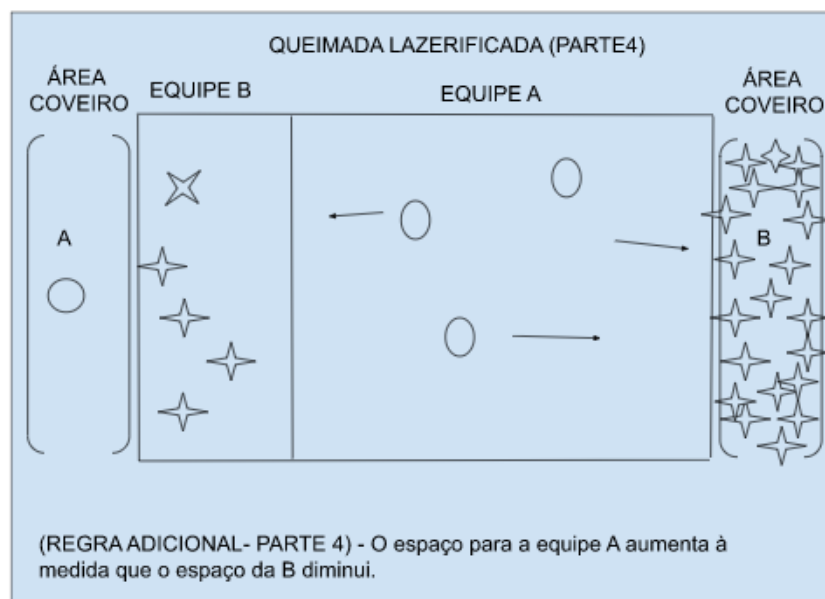 QUEIMADA LAZERIFICADA (PARTE4)
ÁREA
COVEIRO
EQUIPE B
EQUIPE A
ÁREA
COVEIRO
A
B
(REGRA ADICIONAL- PARTE 4) - O espaço para a equipe A aumenta à
medida que o espaço da B diminui.